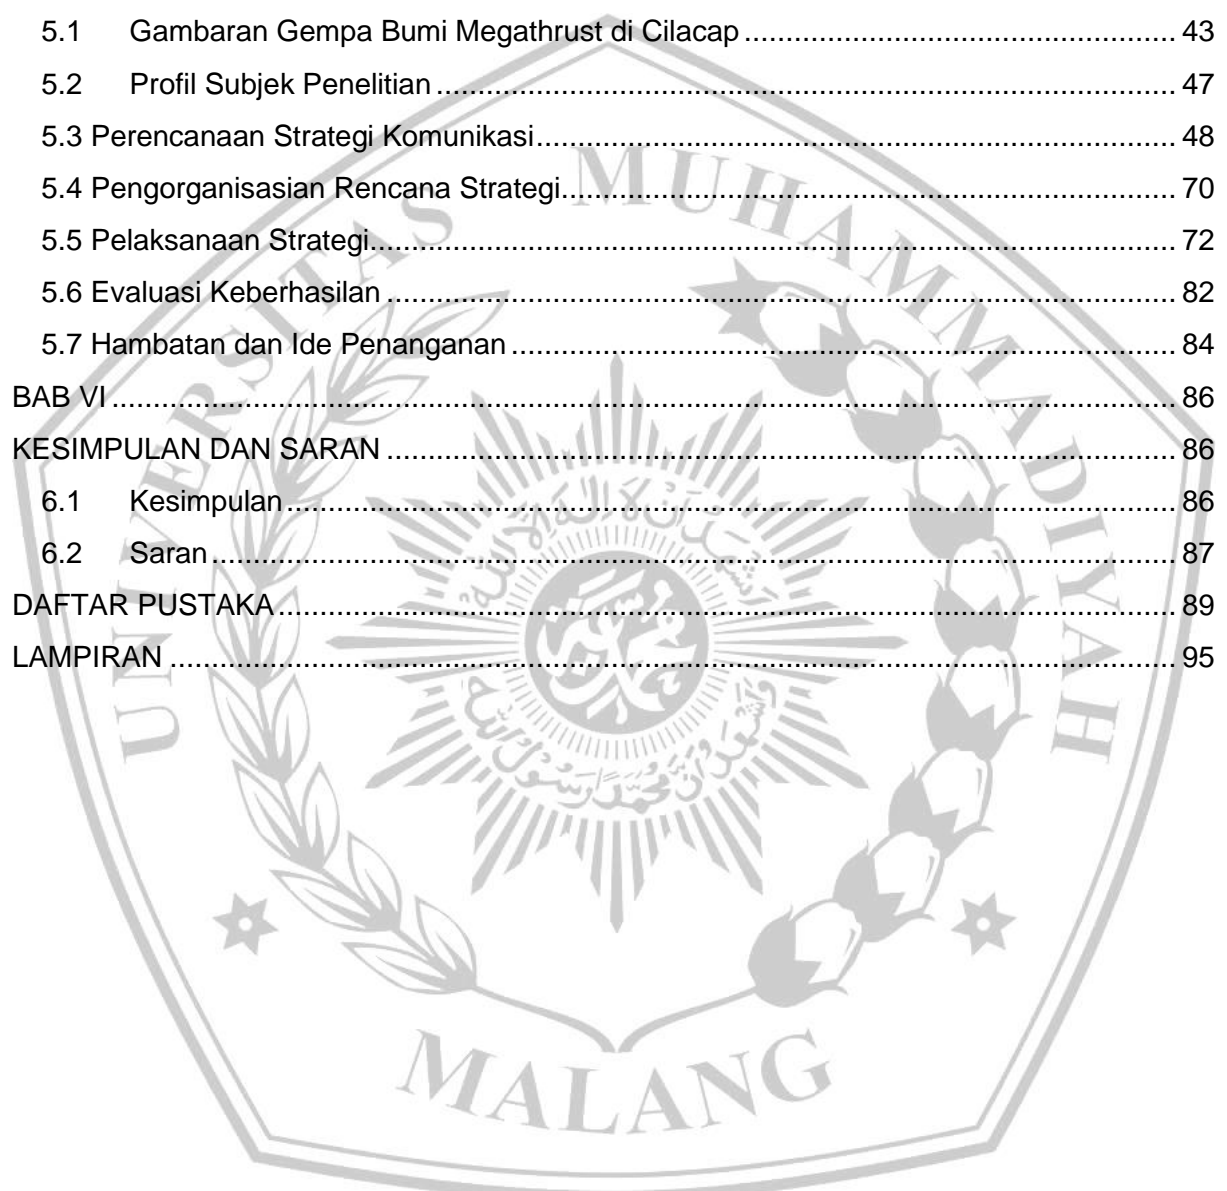 5.1 Gambaran Gempa Bumi Megathrust di Cilacap ................................................... 43
5.2 Profil Subjek Penelitian ......................................................................................... 47
5.3 Perencanaan Strategi Komunikasi ............................................................................ 48
5.4 Pengorganisasian Rencana Strategi ......................................................................... 70
5.5 Pelaksanaan Strategi ................................................................................................ 72
5.6 Evaluasi Keberhasilan ............................................................................................... 82
5.7 Hambatan dan Ide Penanganan ............................................................................... 84
BAB VI ................................................................................................................................ 86
KESIMPULAN DAN SARAN ............................................................................................... 86
6.1 Kesimpulan ........................................................................................................... 86
6.2 Saran .................................................................................................................... 87
DAFTAR PUSTAKA ............................................................................................................ 89
LAMPIRAN ......................................................................................................................... 95
UNIVERSITAS MUHAMMADIYAH
MALANG